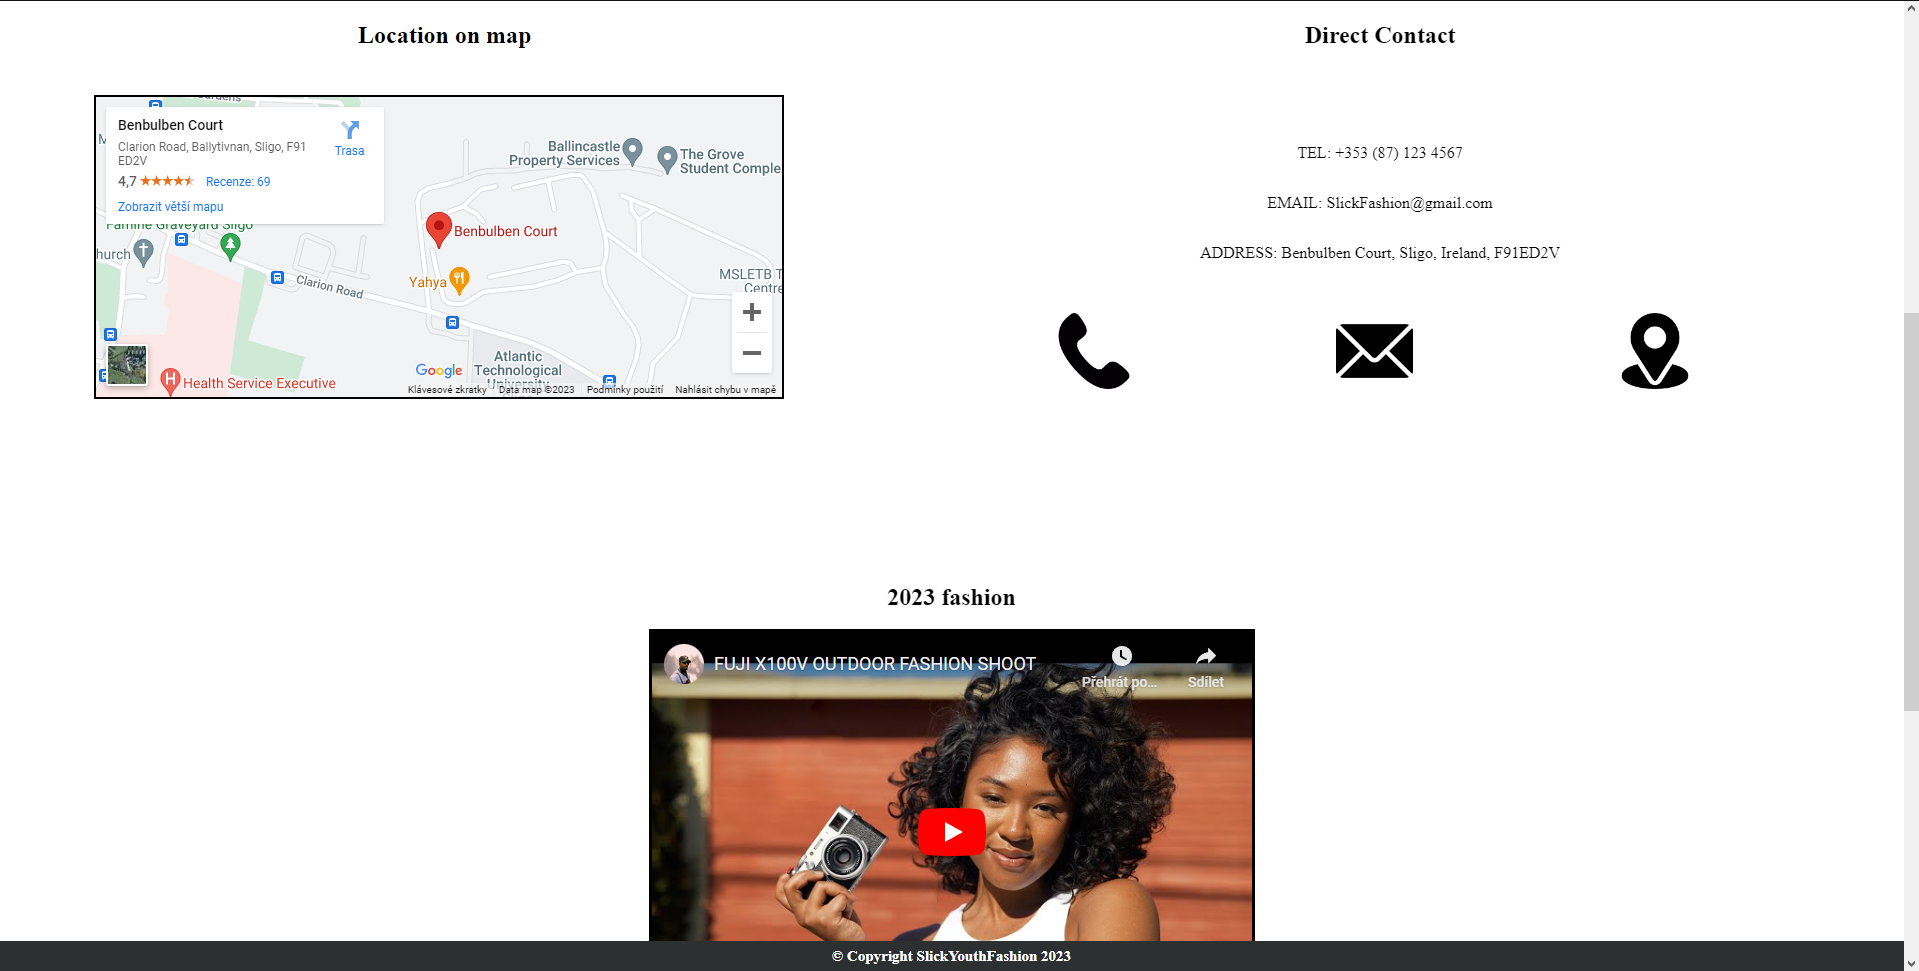 Location on map
Direct Contact
Gardens
Benbulben Court
Clarion Road, Ballytivnan, Sligo, F91
ED2V
Trasa
4,7
Recenze: 69
Zobrazit větší mapu
Ballincastle
Property Services
The Grove
Student Comple
Famine Graveyard Sligo
hurch
Benbulben Court
Yahya
Clarion Road
MSLETB T
Centre
Atlantic
Technological
University
Google
H Health Service Executive
Klávesové zkratky
Data map ©2023
Podmínky použití
Nahlásit chybu v mapě
TEL: +353 (87) 123 4567
EMAIL: SlickFashion@gmail.com
ADDRESS: Benbulben Court, Sligo, Ireland, F91ED2V
2023 fashion
FUJI X100V OUTDOOR FASHION SHOOT
Přehrát po...
Sdílet
© Copyright SlickYouthFashion 2023